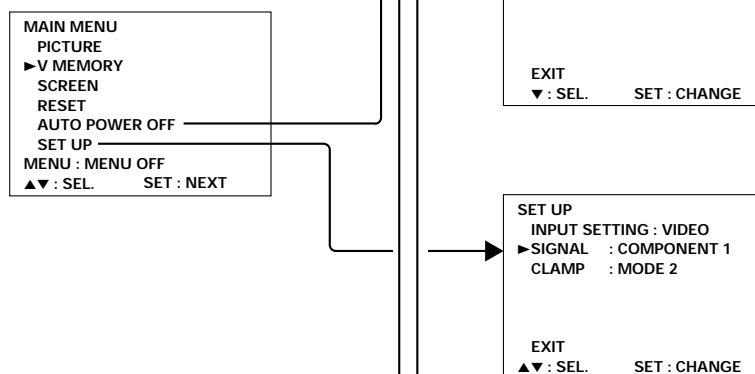 MAIN MENU
PICTURE
►V MEMORY
SCREEN
RESET
AUTO POWER OFF
SET UP
MENU : MENU OFF
▲▼ : SEL. SET : NEXT
EXIT
▼ : SEL. SET : CHANGE
SET UP
INPUT SETTING : VIDEO
►SIGNAL : COMPONENT 1
CLAMP : MODE 2
EXIT
▲▼ : SEL. SET : CHANGE